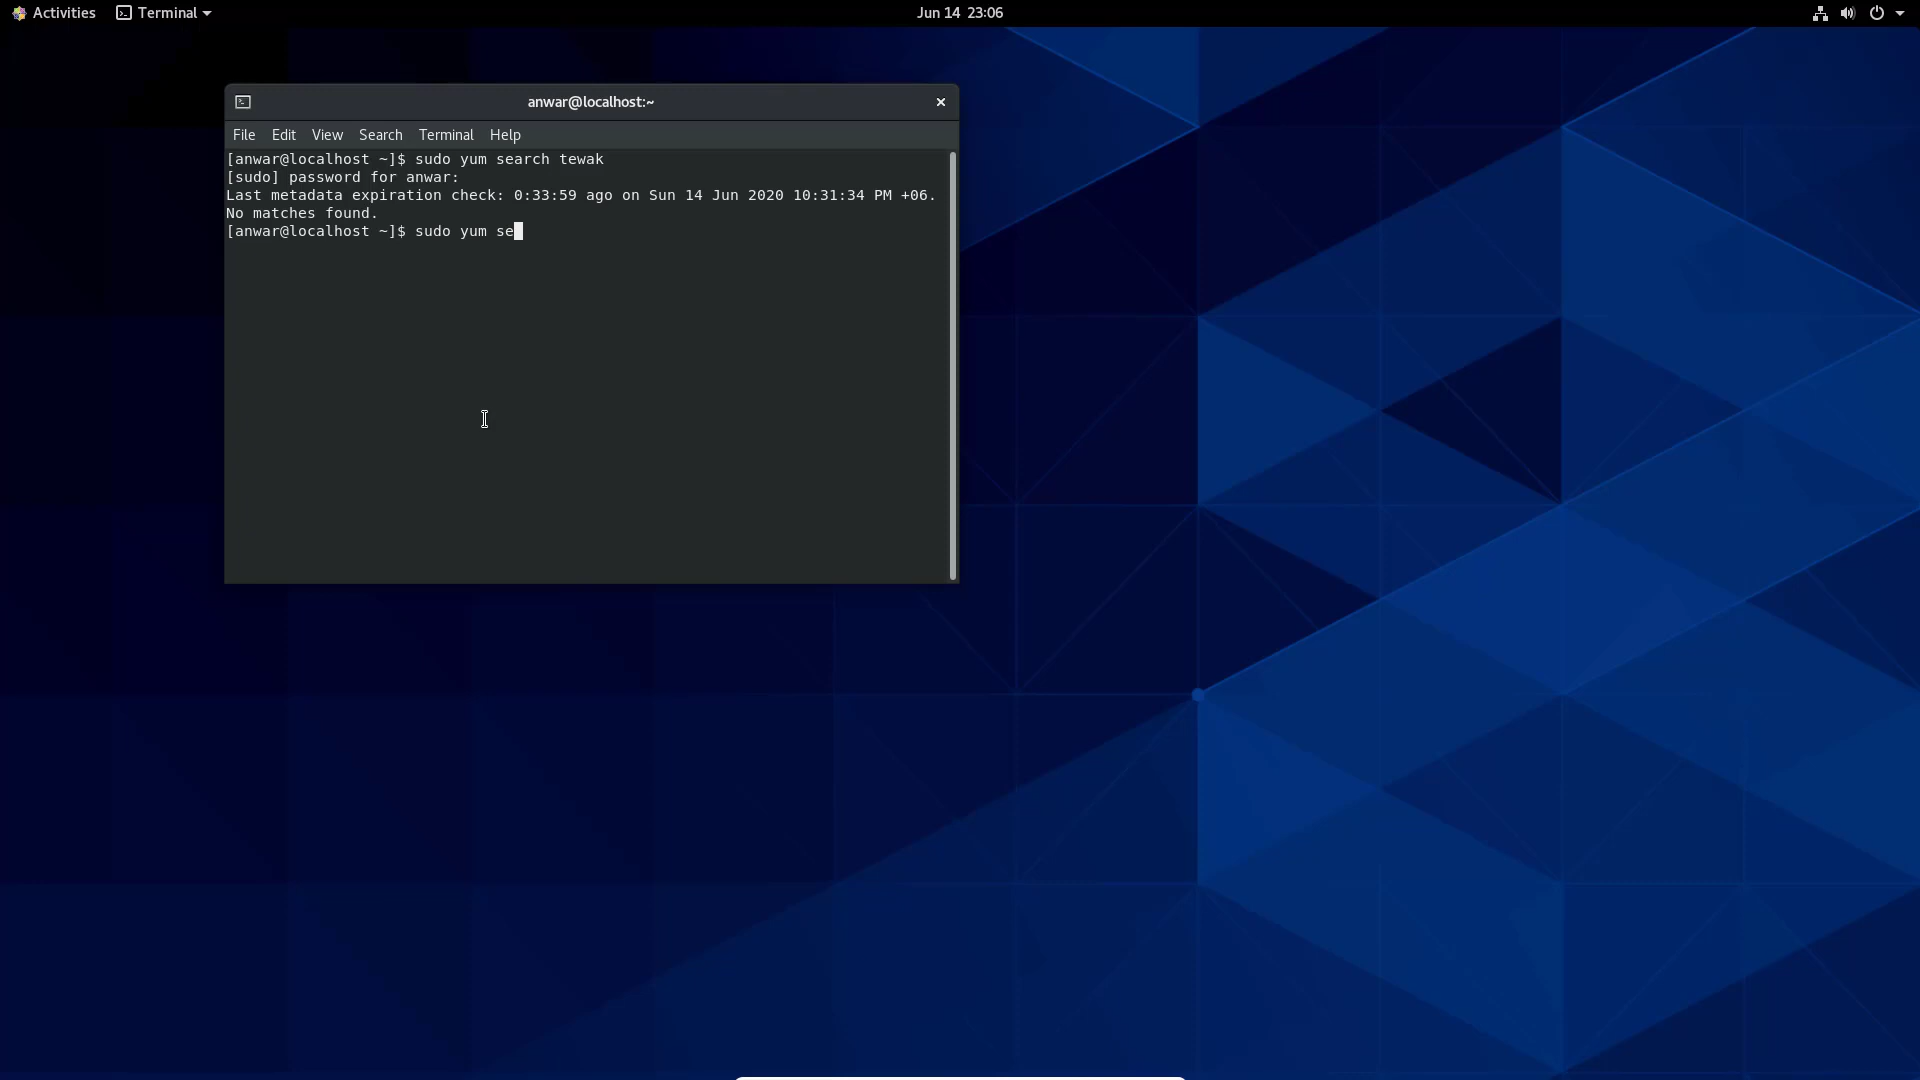 Activities
Terminal
Jun 14 23:06
anwar@localhost:~
File Edit View Search Terminal Help
[anwar@localhost ~]$ sudo yum search tewak
[sudo] password for anwar:
Last metadata expiration check: 0:33:59 ago on Sun 14 Jun 2020 10:31:34 PM +06.
No matches found.
[anwar@localhost ~]$ sudo yum se